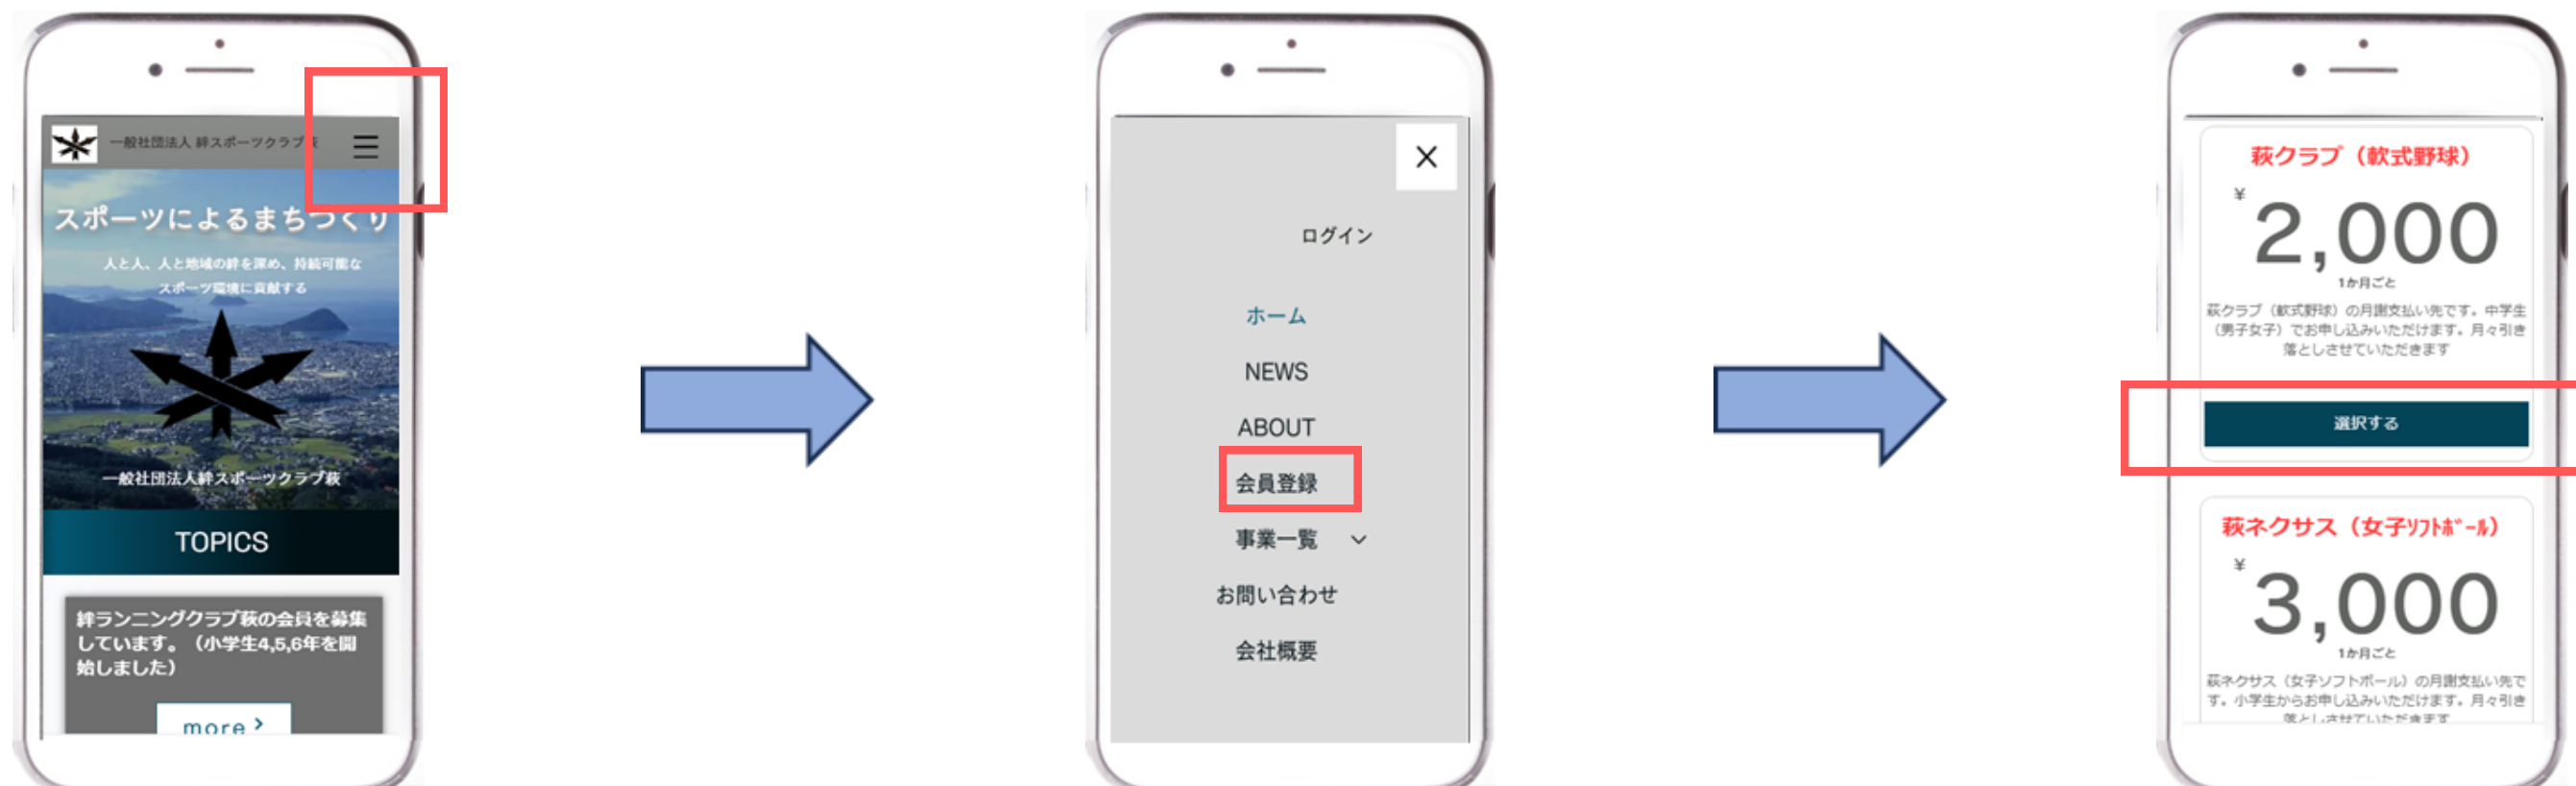 一般社団法人 絆スポーツクラブ萩
スポーツによるまちづくり
人と人、人と地域の絆を深め、持続可能な
スポーツ環境に貢献する
一般社団法人絆スポーツクラブ萩
TOPICS
絆ランニングクラブ萩の会員を募集
しています。（小学生4,5,6年を開
始しました）
more >
×
ログイン
ホーム
NEWS
ABOUT
会員登録
事業一覧
お問い合わせ
会社概要
萩クラブ（軟式野球）
¥
2,000
1か月ごと
萩クラブ（軟式野球）の月謝支払い先です。中学生
（男子女子）でお申し込みいただけます。月々引き
落としさせていただきます
選択する
萩ネクサス（女子ｿﾌﾄﾎﾞｰﾙ）
¥
3,000
1か月ごと
萩ネクサス（女子ソフトボール）の月謝支払い先で
す。小学生からお申し込みいただけます。月々引き
落としさせていただきます